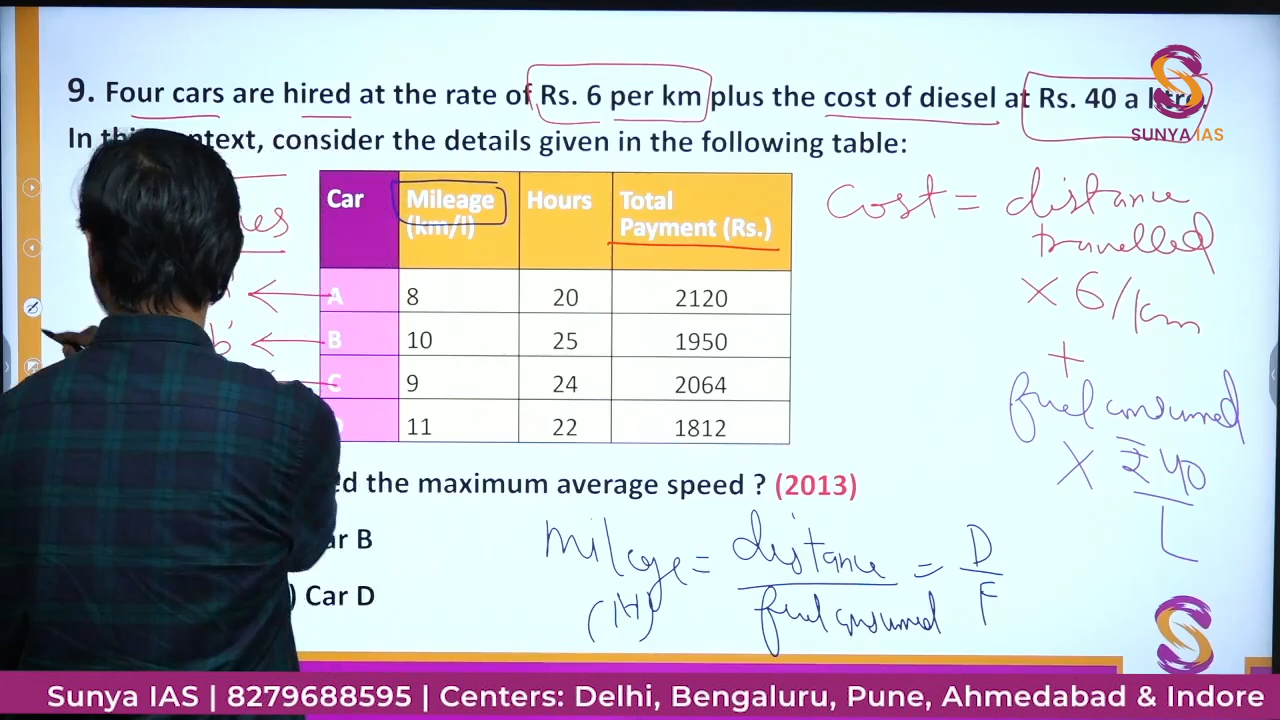 9. Four cars are hired at the rate of Rs. 6 per km plus the cost of diesel at Rs. 40 a litre.
In this context, consider the details given in the following table:
SUNYA IAS
Car Mileage (km/l) Hours Total Payment (Rs.)
A 8 20 2120
B 10 25 1950
C 9 24 2064
11 22 1812
b'
Cost = distance
travelled
× 6/km
+
fuel consumed
× ₹40
L
the maximum average speed ? (2013)
Car B
Car D
= distance = D
fuel consumed F
Sunya IAS | 8279688595 | Centers: Delhi, Bengaluru, Pune, Ahmedabad & Indore